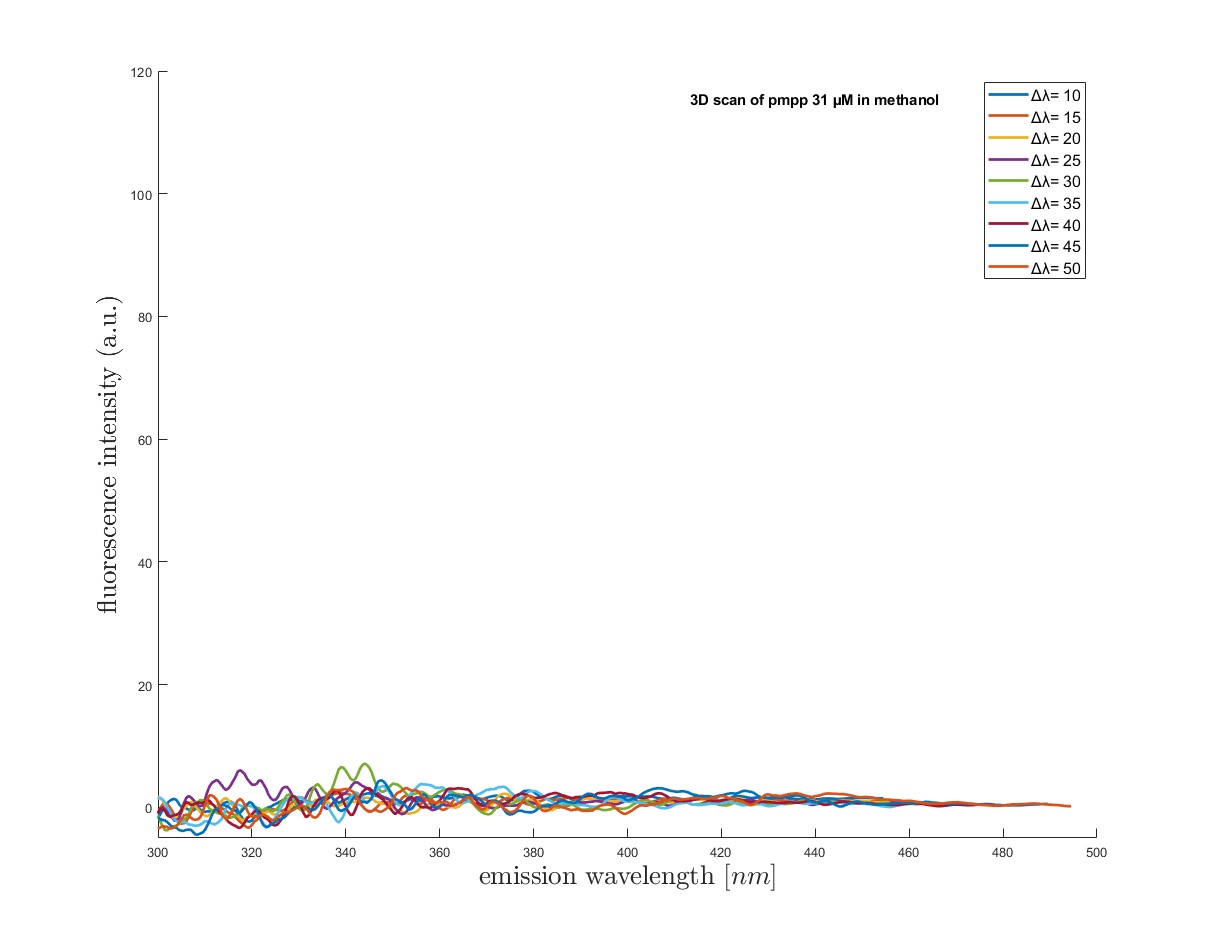 3D scan of pmpp 31 µM in methanol
Δλ= 10
Δλ= 15
Δλ= 20
Δλ= 25
Δλ= 30
Δλ= 35
Δλ= 40
Δλ= 45
Δλ= 50
fluorescence intensity (a.u.)
120
100
80
60
40
20
0
300 320 340 360 380 400 420 440 460 480 500
emission wavelength [nm]